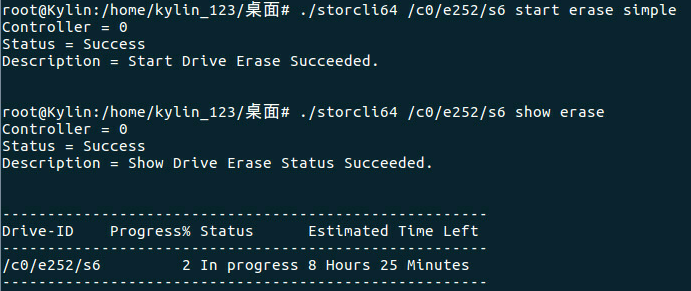 root@Kylin:/home/kylin_123/桌面# ./storcli64 /c0/e252/s6 start erase simple
Controller = 0
Status = Success
Description = Start Drive Erase Succeeded.
root@Kylin:/home/kylin_123/桌面# ./storcli64 /c0/e252/s6 show erase
Controller = 0
Status = Success
Description = Show Drive Erase Status Succeeded.
------------------------------------------------------
Drive-ID    Progress% Status      Estimated Time Left
------------------------------------------------------
/c0/e252/s6         2 In progress 8 Hours 25 Minutes
------------------------------------------------------